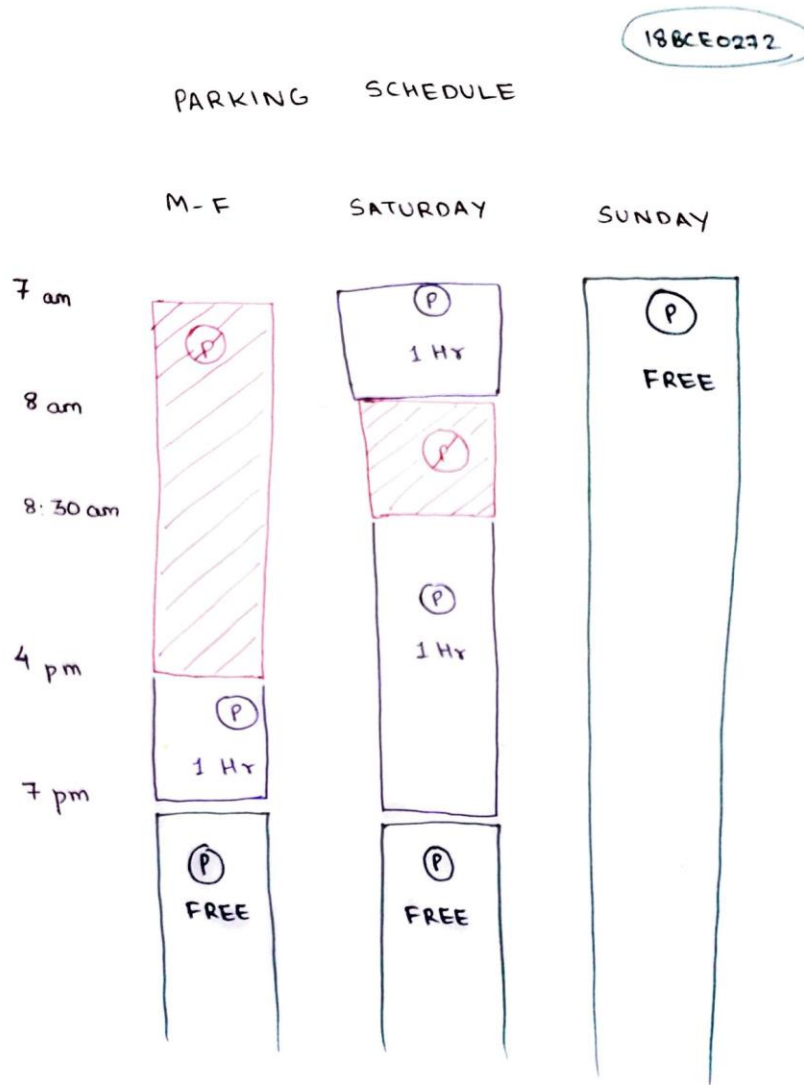 18BCE0272
PARKING SCHEDULE
M-F SATURDAY SUNDAY
7 am
P
P
P
1 Hr
FREE
8 am
P
8:30 am
P
1 Hr
4 pm
P
1 Hr
7 pm
P
P
FREE
FREE